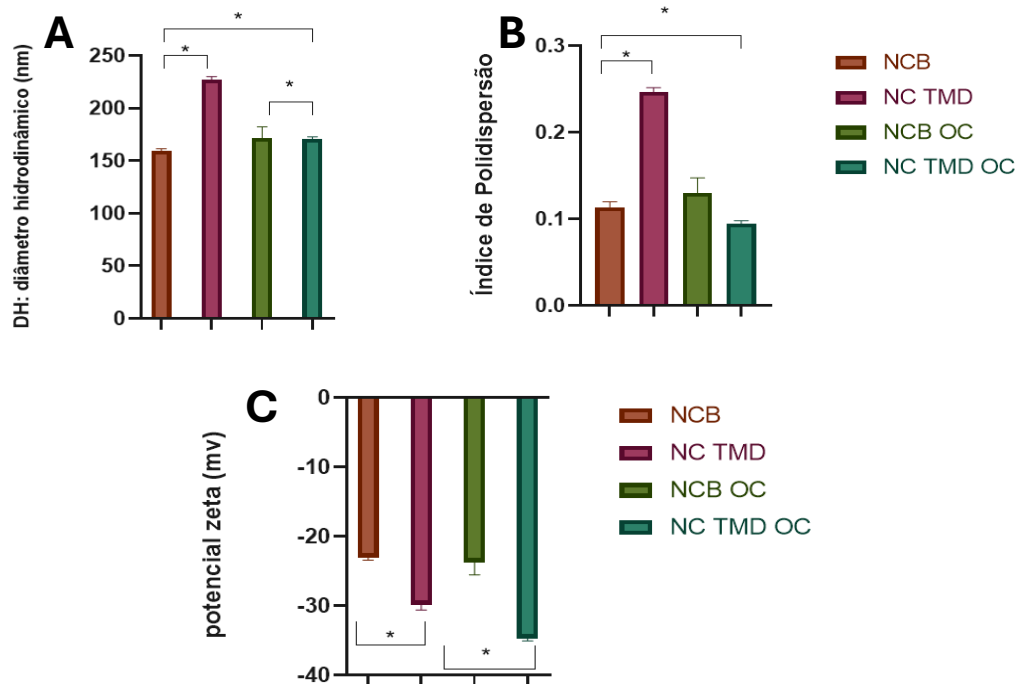 A
DH: diâmetro hidrodinâmico (nm)
250
200
150
100
50
0
*
*
*
B
Índice de Polidispersão
0.3
0.2
0.1
0.0
*
*
NCB
NC TMD
NCB OC
NC TMD OC
C
potencial zeta (mv)
0
-10
-20
-30
-40
*
*
NCB
NC TMD
NCB OC
NC TMD OC